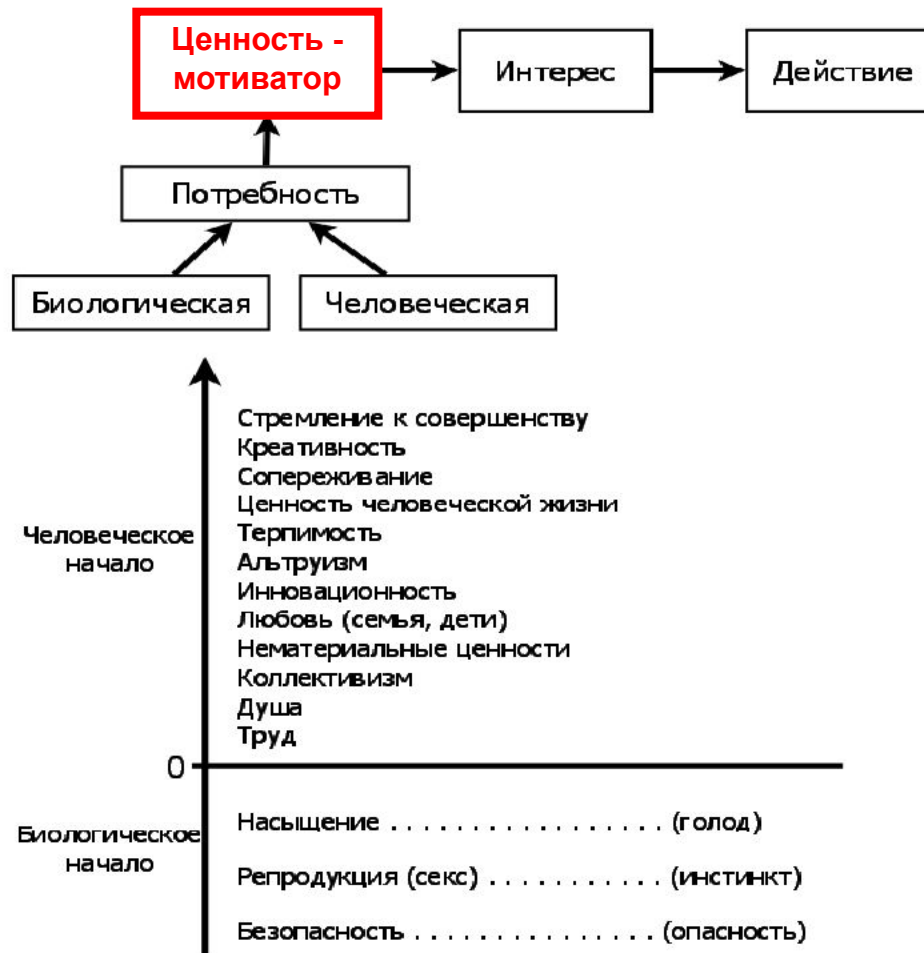 Ценность -
мотиватор
Интерес
Действие
Потребность
Биологическая
Человеческая
Стремление к совершенству
Креативность
Сопереживание
Ценность человеческой жизни
Терпимость
Альтруизм
Инновационность
Любовь (семья, дети)
Нематериальные ценности
Коллективизм
Душа
Труд
Человеческое
начало
0
Биологическое
начало
Насыщение . . . . . . . . . . . . . . . . . (голод)
Репродукция (секс) . . . . . . . . . . . (инстинкт)
Безопасность . . . . . . . . . . . . . . . . (опасность)